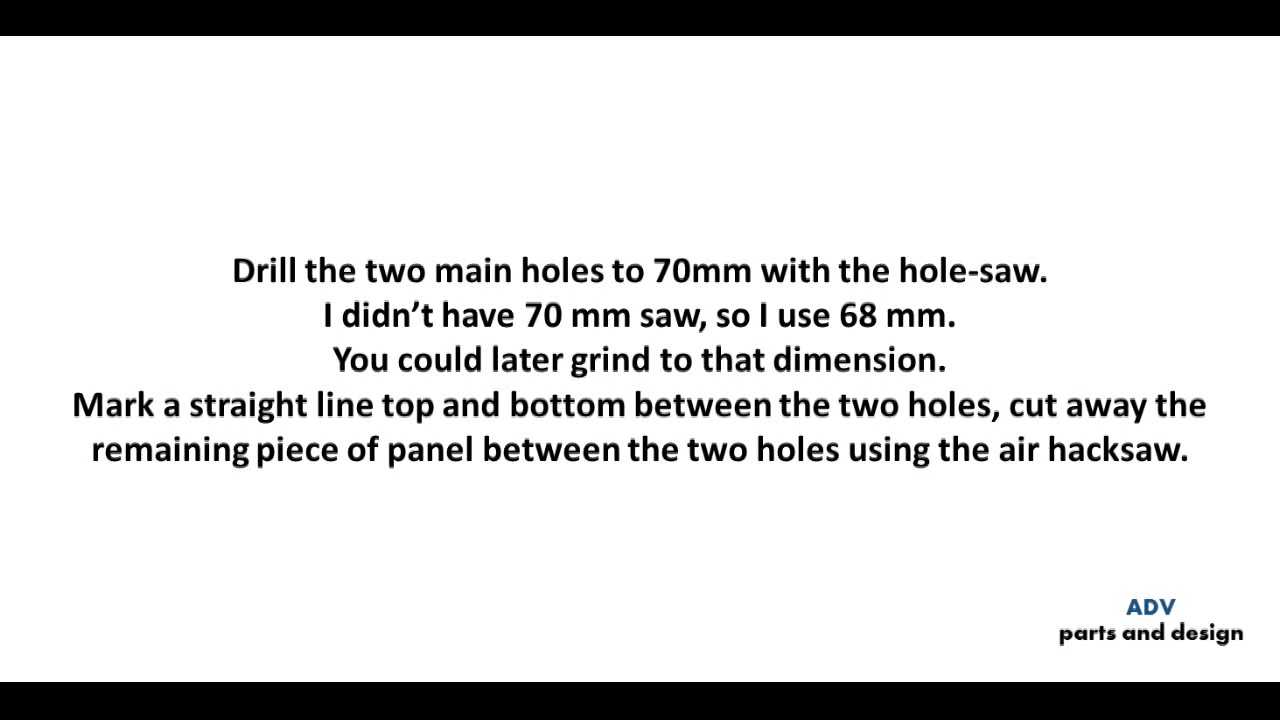 Drill the two main holes to 70mm with the hole-saw.
I didn’t have 70 mm saw, so I use 68 mm.
You could later grind to that dimension.
Mark a straight line top and bottom between the two holes, cut away the
remaining piece of panel between the two holes using the air hacksaw.
ADV
parts and design